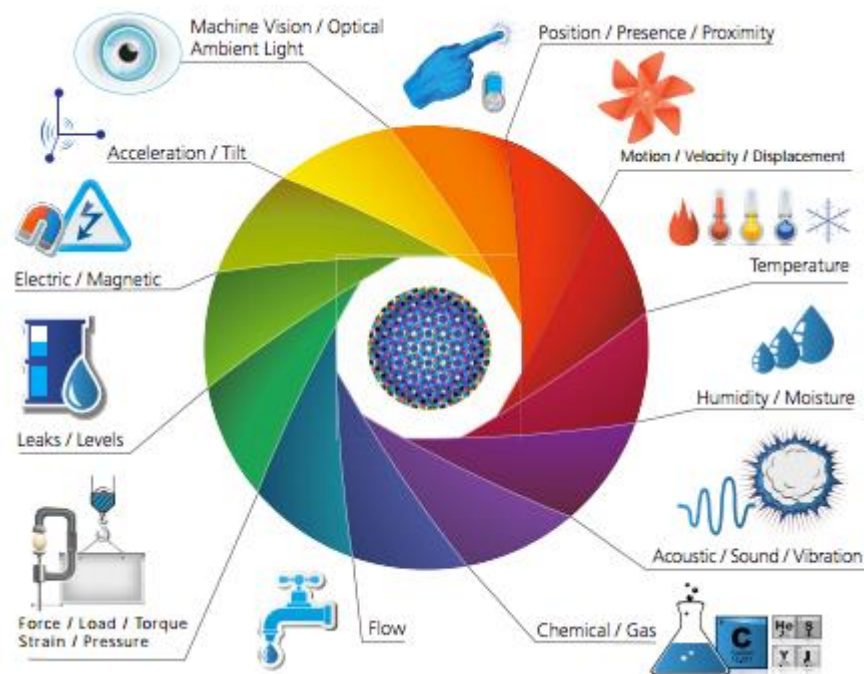 Machine Vision / Optical
Ambient Light
Position / Presence / Proximity
Acceleration / Tilt
Motion / Velocity / Displacement
Electric / Magnetic
Temperature
Humidity / Moisture
Leaks / Levels
Acoustic / Sound / Vibration
Force / Load / Torque
Strain / Pressure
Flow
Chemical / Gas
C
He
S
Y